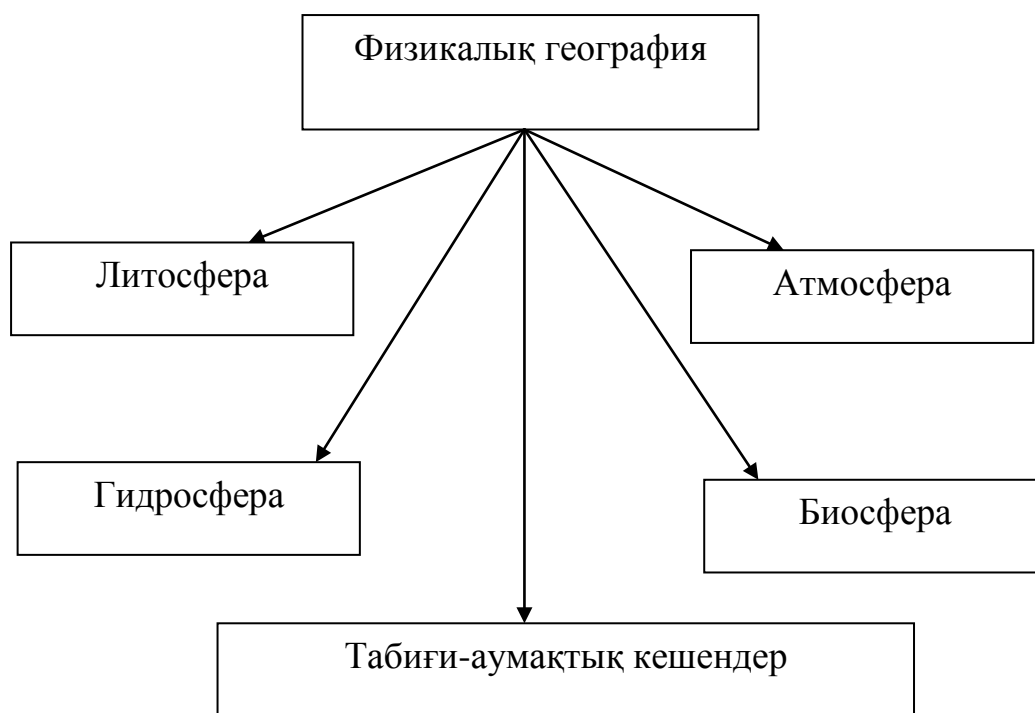 Физикалық география
Литосфера
Атмосфера
Гидросфера
Биосфера
Табиғи-аумақтық кешендер